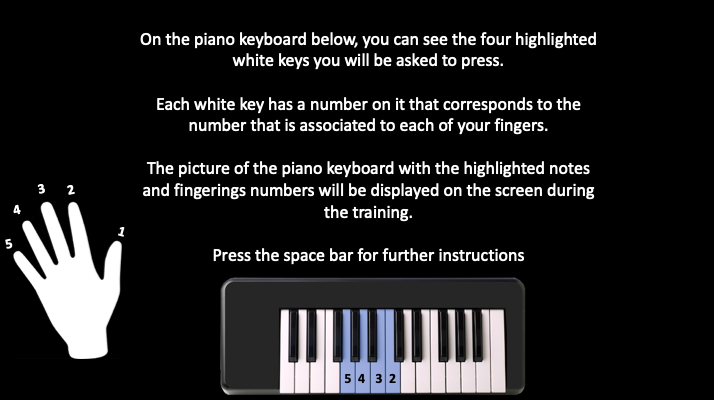 On the piano keyboard below, you can see the four highlighted
white keys you will be asked to press.
Each white key has a number on it that corresponds to the
number that is associated to each of your fingers.
The picture of the piano keyboard with the highlighted notes
and fingerings numbers will be displayed on the screen during
the training.
Press the space bar for further instructions
5 4 3 2 1
5 4 3 2